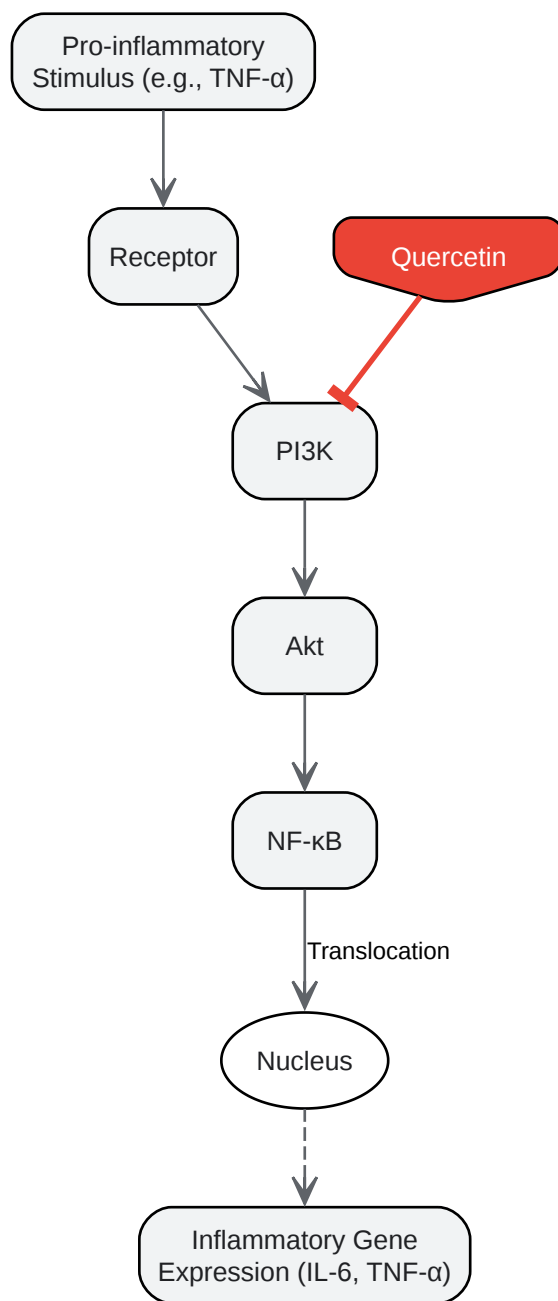 Pro-inflammatory
Stimulus (e.g., TNF-α)
Receptor
Quercetin
PI3K
Akt
NF-κB
Translocation
Nucleus
Inflammatory Gene
Expression (IL-6, TNF-α)